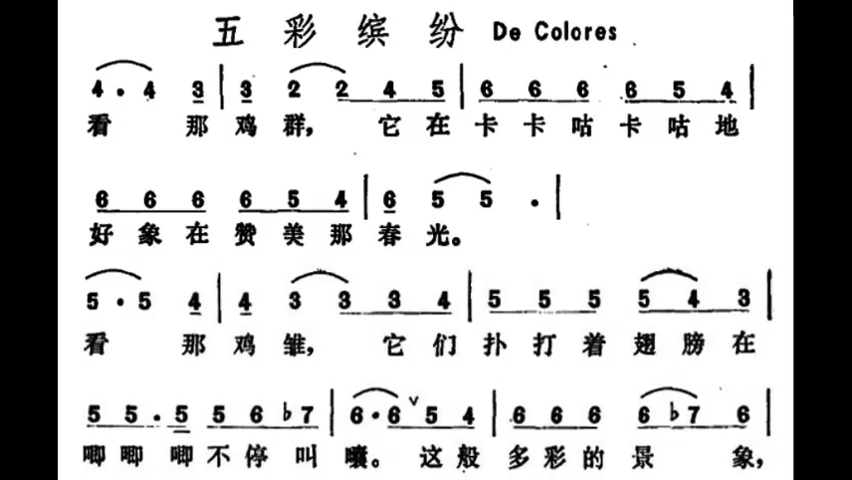 五彩缤纷 De Colores
4 · 4 3 | 3 2 2 4 5 | 6 6 6 6 5 4 |
看 那 鸡 群, 它 在 卡 卡 咕 卡 咕 地
6 6 6 6 5 4 | 6 5 5 · |
好 象 在 赞 美 那 春 光。
5 · 5 4 | 4 3 3 3 4 | 5 5 5 5 4 3 |
看 那 鸡 雏, 它 们 扑 打 着 翅 膀 在
5 5 · 5 5 6 ♭7 | 6 · 6 ∨ 5 4 | 6 6 6 6 ♭7 6 |
唧 唧 唧 不 停 叫 嚷。 这 般 多 彩 的 景 象,